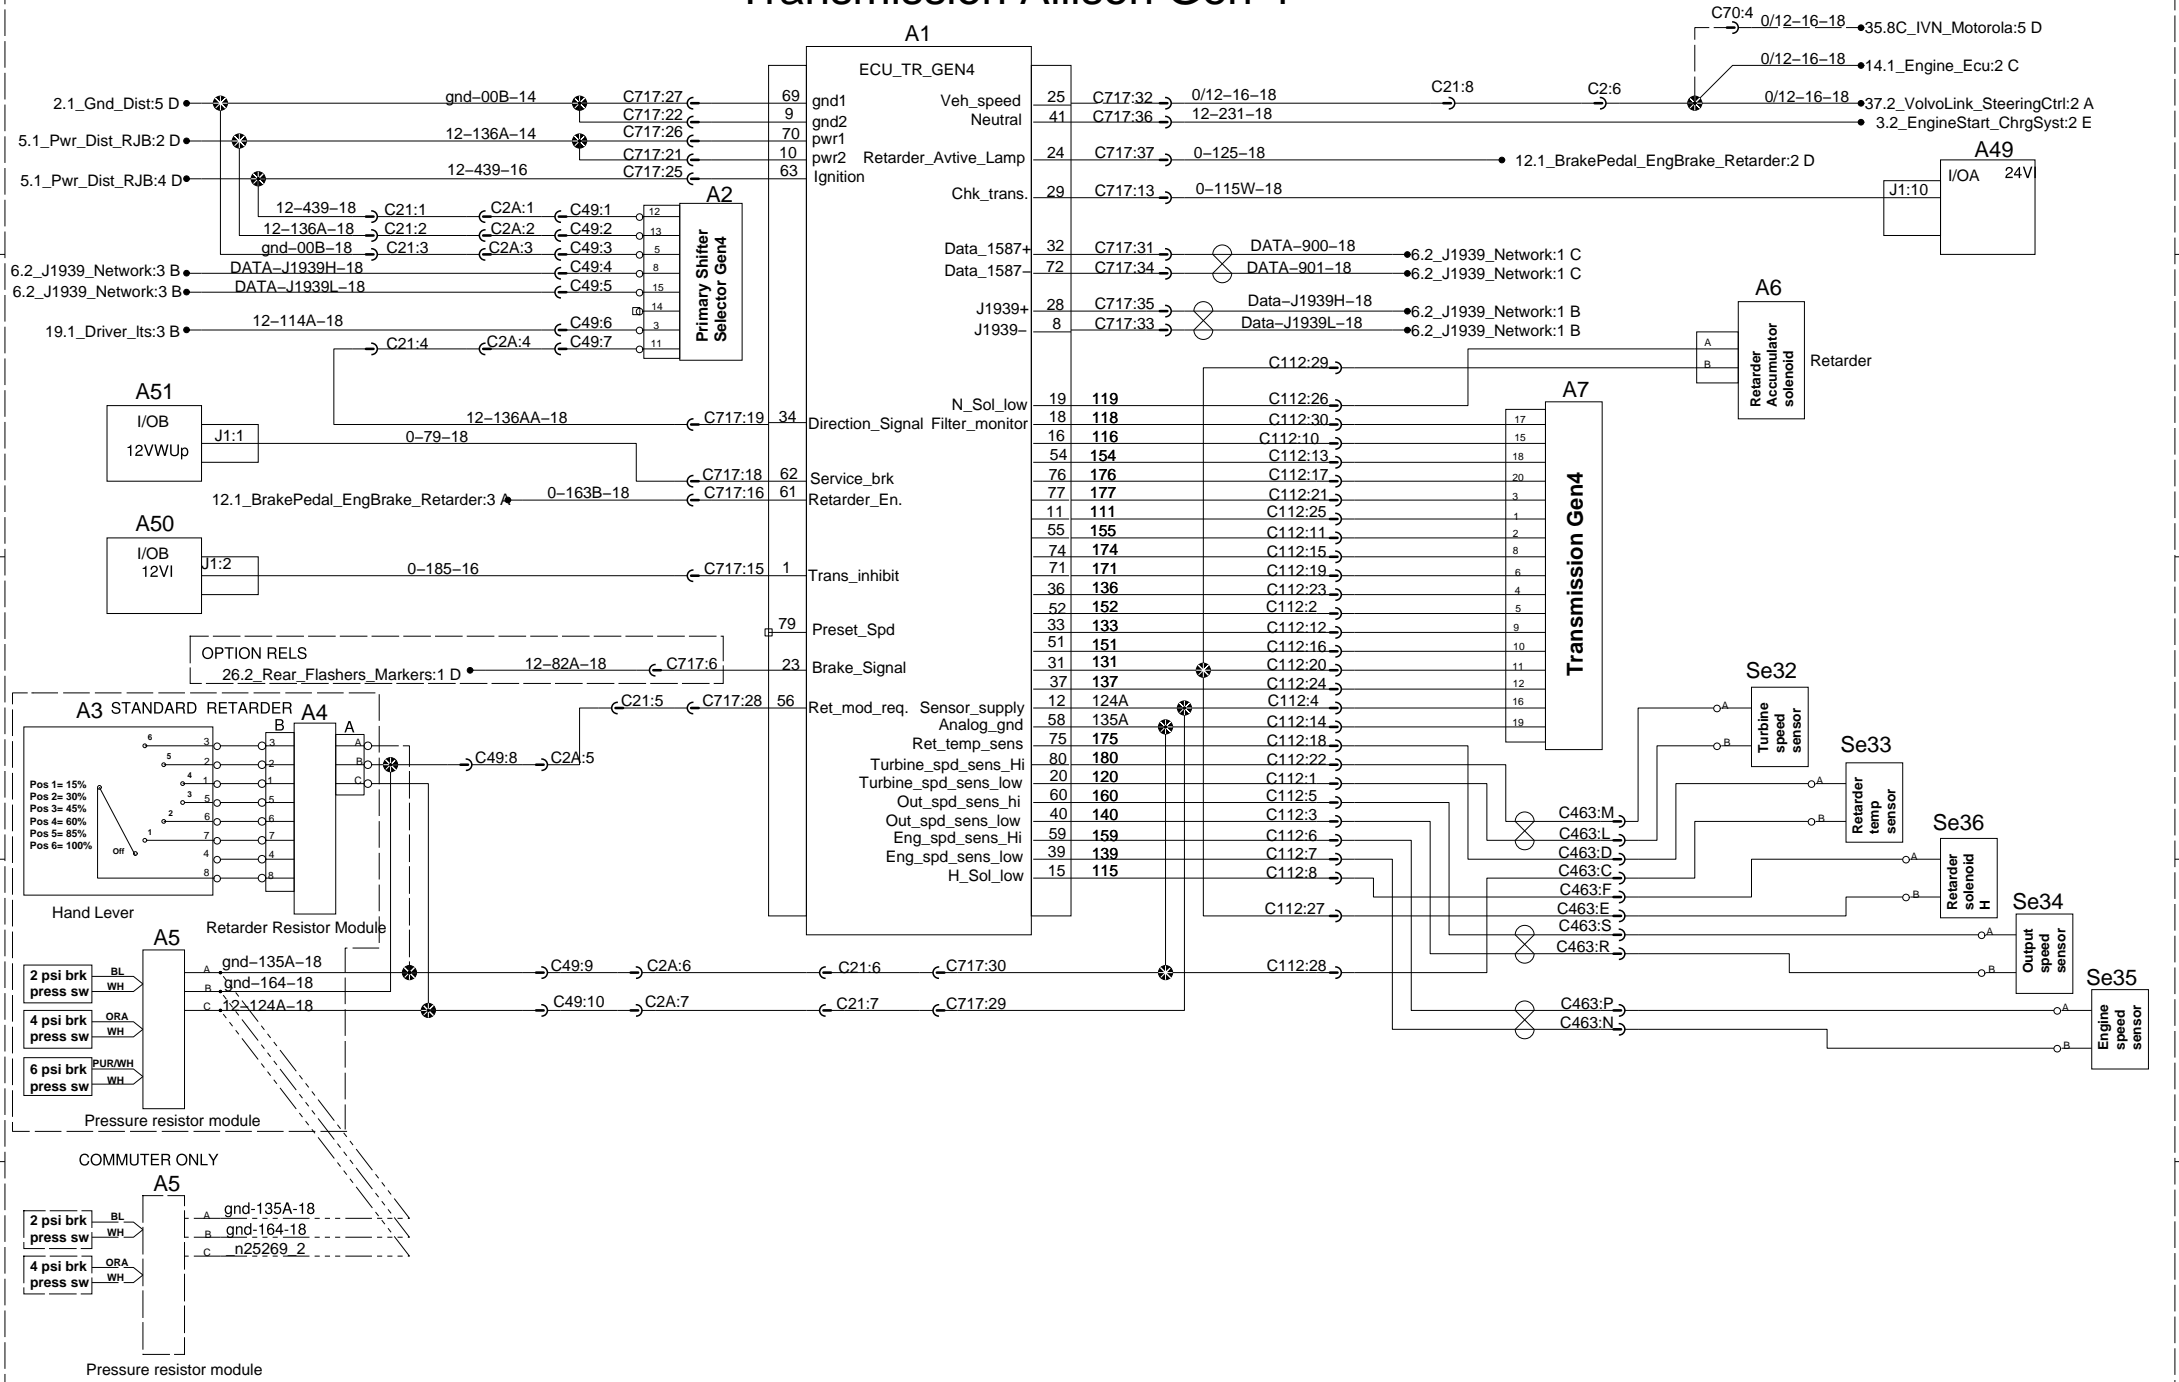 A1
ECU_TR_GEN4
2.1_Gnd_Dist:5 D
gnd-00B-14
C717:27
69
gnd1
C717:22
9
gnd2
5.1_Pwr_Dist_RJB:2 D
12-136A-14
C717:26
70
pwr1
C717:21
10
pwr2
5.1_Pwr_Dist_RJB:4 D
12-439-16
C717:25
63
Ignition
A2
12-439-18
C21:1
C2A:1
C49:1
12
12-136A-18
C21:2
C2A:2
C49:2
13
gnd-00B-18
C21:3
C2A:3
C49:3
5
6.2_J1939_Network:3 B
DATA-J1939H-18
C49:4
8
6.2_J1939_Network:3 B
DATA-J1939L-18
C49:5
15
14
19.1_Driver_lts:3 B
12-114A-18
C49:6
3
C21:4
C2A:4
C49:7
11
Primary Shifter
Selector Gen4
A51
I/OB
12VWUp
J1:1
12-136AA-18
C717:19
34
Direction_Signal
0-79-18
C717:18
62
Service_brk
12.1_BrakePedal_EngBrake_Retarder:3 A
0-163B-18
C717:16
61
Retarder_En.
A50
I/OB
12VI
J1:2
0-185-16
C717:15
1
Trans_inhibit
79
Preset_Spd
OPTION RELS
26.2_Rear_Flashers_Markers:1 D
12-82A-18
C717:6
23
Brake_Signal
C21:5
C717:28
56
Ret_mod_req.
C49:8
C2A:5
Veh_speed
25
C717:32
0/12-16-18
C21:8
C2:6
C70:4
0/12-16-18
35.8C_IVN_Motorola:5 D
0/12-16-18
14.1_Engine_Ecu:2 C
0/12-16-18
37.2_VolvoLink_SteeringCtrl:2 A
Neutral
41
C717:36
12-231-18
3.2_EngineStart_ChrgSyst:2 E
Retarder_Avtive_Lamp
24
C717:37
0-125-18
12.1_BrakePedal_EngBrake_Retarder:2 D
Chk_trans.
29
C717:13
0-115W-18
A49
J1:10
I/OA
24VI
Data_1587+
32
C717:31
DATA-900-18
6.2_J1939_Network:1 C
Data_1587-
72
C717:34
DATA-901-18
6.2_J1939_Network:1 C
J1939+
28
C717:35
Data-J1939H-18
6.2_J1939_Network:1 B
J1939-
8
C717:33
Data-J1939L-18
6.2_J1939_Network:1 B
A6
A
B
Retarder
Accumulator
solenoid
Retarder
C112:29
A7
Transmission Gen4
N_Sol_low
19
119
C112:26
Filter_monitor
18
118
C112:30
17
16
116
C112:10
15
54
154
C112:13
18
76
176
C112:17
20
77
177
C112:21
3
11
111
C112:25
1
55
155
C112:11
2
74
174
C112:15
8
71
171
C112:19
6
36
136
C112:23
4
52
152
C112:2
5
33
133
C112:12
9
51
151
C112:16
10
31
131
C112:20
11
37
137
C112:24
12
Sensor_supply
12
124A
C112:4
16
Analog_gnd
58
135A
C112:14
19
Ret_temp_sens
75
175
C112:18
Turbine_spd_sens_Hi
80
180
C112:22
Turbine_spd_sens_low
20
120
C112:1
Out_spd_sens_hi
60
160
C112:5
Out_spd_sens_low
40
140
C112:3
Eng_spd_sens_Hi
59
159
C112:6
Eng_spd_sens_low
39
139
C112:7
H_Sol_low
15
115
C112:8
C112:27
C112:28
C463:M
C463:L
C463:D
C463:C
C463:F
C463:E
C463:S
C463:R
C463:P
C463:N
Se32
A
B
Turbine
speed
sensor
Se33
A
B
Retarder
temp
sensor
Se36
A
B
Retarder
solenoid
H
Se34
A
B
Output
speed
sensor
Se35
A
B
Engine
speed
sensor
A3
STANDARD RETARDER
A4
B
A
6
5
4
3
2
1
Off
Pos 1= 15%
Pos 2= 30%
Pos 3= 45%
Pos 4= 60%
Pos 5= 85%
Pos 6= 100%
3
3
2
2
1
1
5
5
6
6
7
7
4
4
8
8
A
B
C
Hand Lever
Retarder Resistor Module
A5
2 psi brk
press sw
BL
WH
4 psi brk
press sw
ORA
WH
6 psi brk
press sw
PUR/WH
WH
A
gnd-135A-18
B
gnd-164-18
C
12-124A-18
C49:9
C2A:6
C21:6
C717:30
C49:10
C2A:7
C21:7
C717:29
Pressure resistor module
COMMUTER ONLY
A5
2 psi brk
press sw
BL
WH
4 psi brk
press sw
ORA
WH
A
gnd-135A-18
B
gnd-164-18
C
_n25269_2
Pressure resistor module